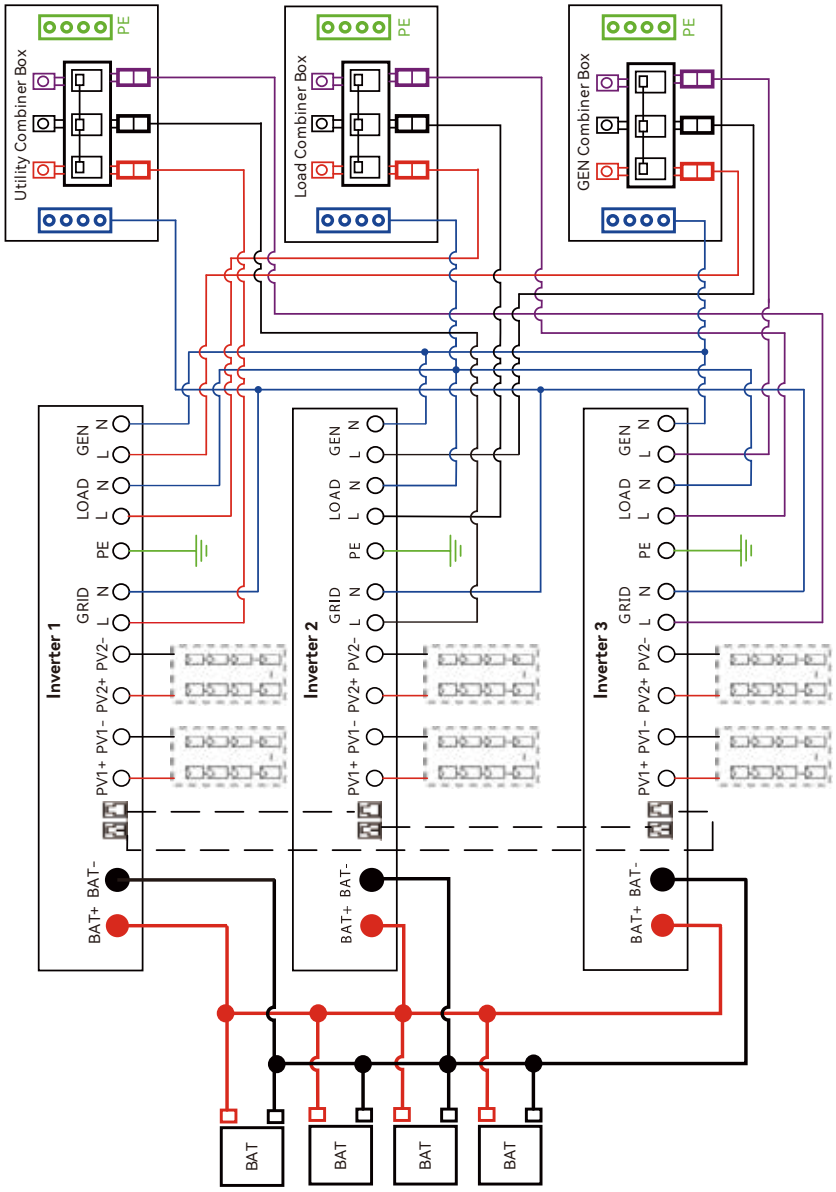 PE
Utility Combiner Box
PE
Load Combiner Box
PE
GEN Combiner Box
Inverter 1
GEN
N
L
LOAD
N
L
PE
GRID
N
L
PV2-
PV2+
PV1-
PV1+
BAT-
BAT+
Inverter 2
GEN
N
L
LOAD
N
L
PE
GRID
N
L
PV2-
PV2+
PV1-
PV1+
BAT-
BAT+
Inverter 3
GEN
N
L
LOAD
N
L
PE
GRID
N
L
PV2-
PV2+
PV1-
PV1+
BAT-
BAT+
BAT
BAT
BAT
BAT